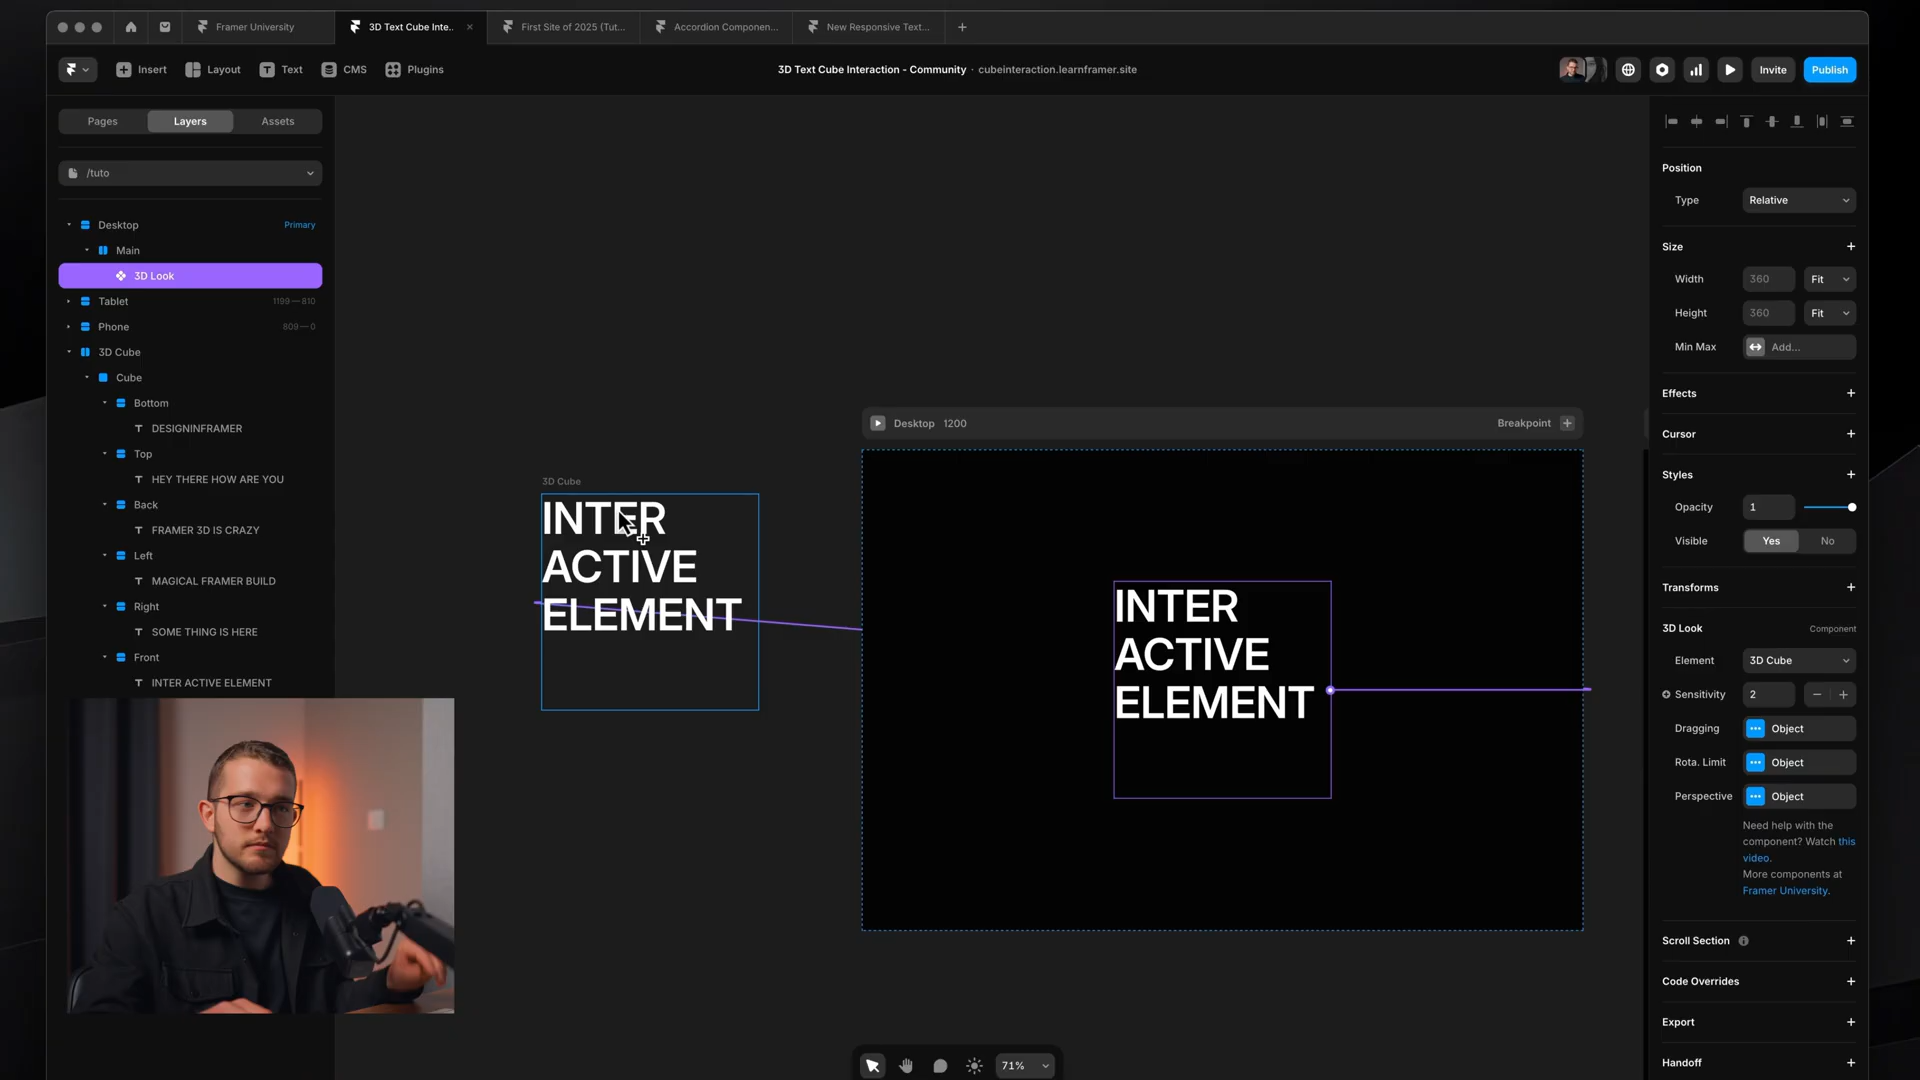 Framer University
3D Text Cube Inte..
First Site of 2025 (Tut...
Accordion Componen...
New Responsive Text...
Insert
Layout
Text
CMS
Plugins
3D Text Cube Interaction - Community · cubeinteraction.learnframer.site
Invite
Publish
Pages
Layers
Assets
/tuto
Desktop
Primary
Main
3D Look
Tablet
1199—810
Phone
809—0
3D Cube
Cube
Bottom
DESIGNINFRAMER
Top
HEY THERE HOW ARE YOU
Back
FRAMER 3D IS CRAZY
Left
MAGICAL FRAMER BUILD
Right
SOME THING IS HERE
Front
INTER ACTIVE ELEMENT
3D Cube
INTER
ACTIVE
ELEMENT
Desktop 1200
Breakpoint
INTER
ACTIVE
ELEMENT
71%
Position
Type
Relative
Size
Width
360
Fit
Height
360
Fit
Min Max
Add...
Effects
Cursor
Styles
Opacity
1
Visible
Yes
No
Transforms
3D Look
Component
Element
3D Cube
Sensitivity
2
Dragging
Object
Rota. Limit
Object
Perspective
Object
Need help with the
component? Watch this
video.
More components at
Framer University.
Scroll Section
Code Overrides
Export
Handoff